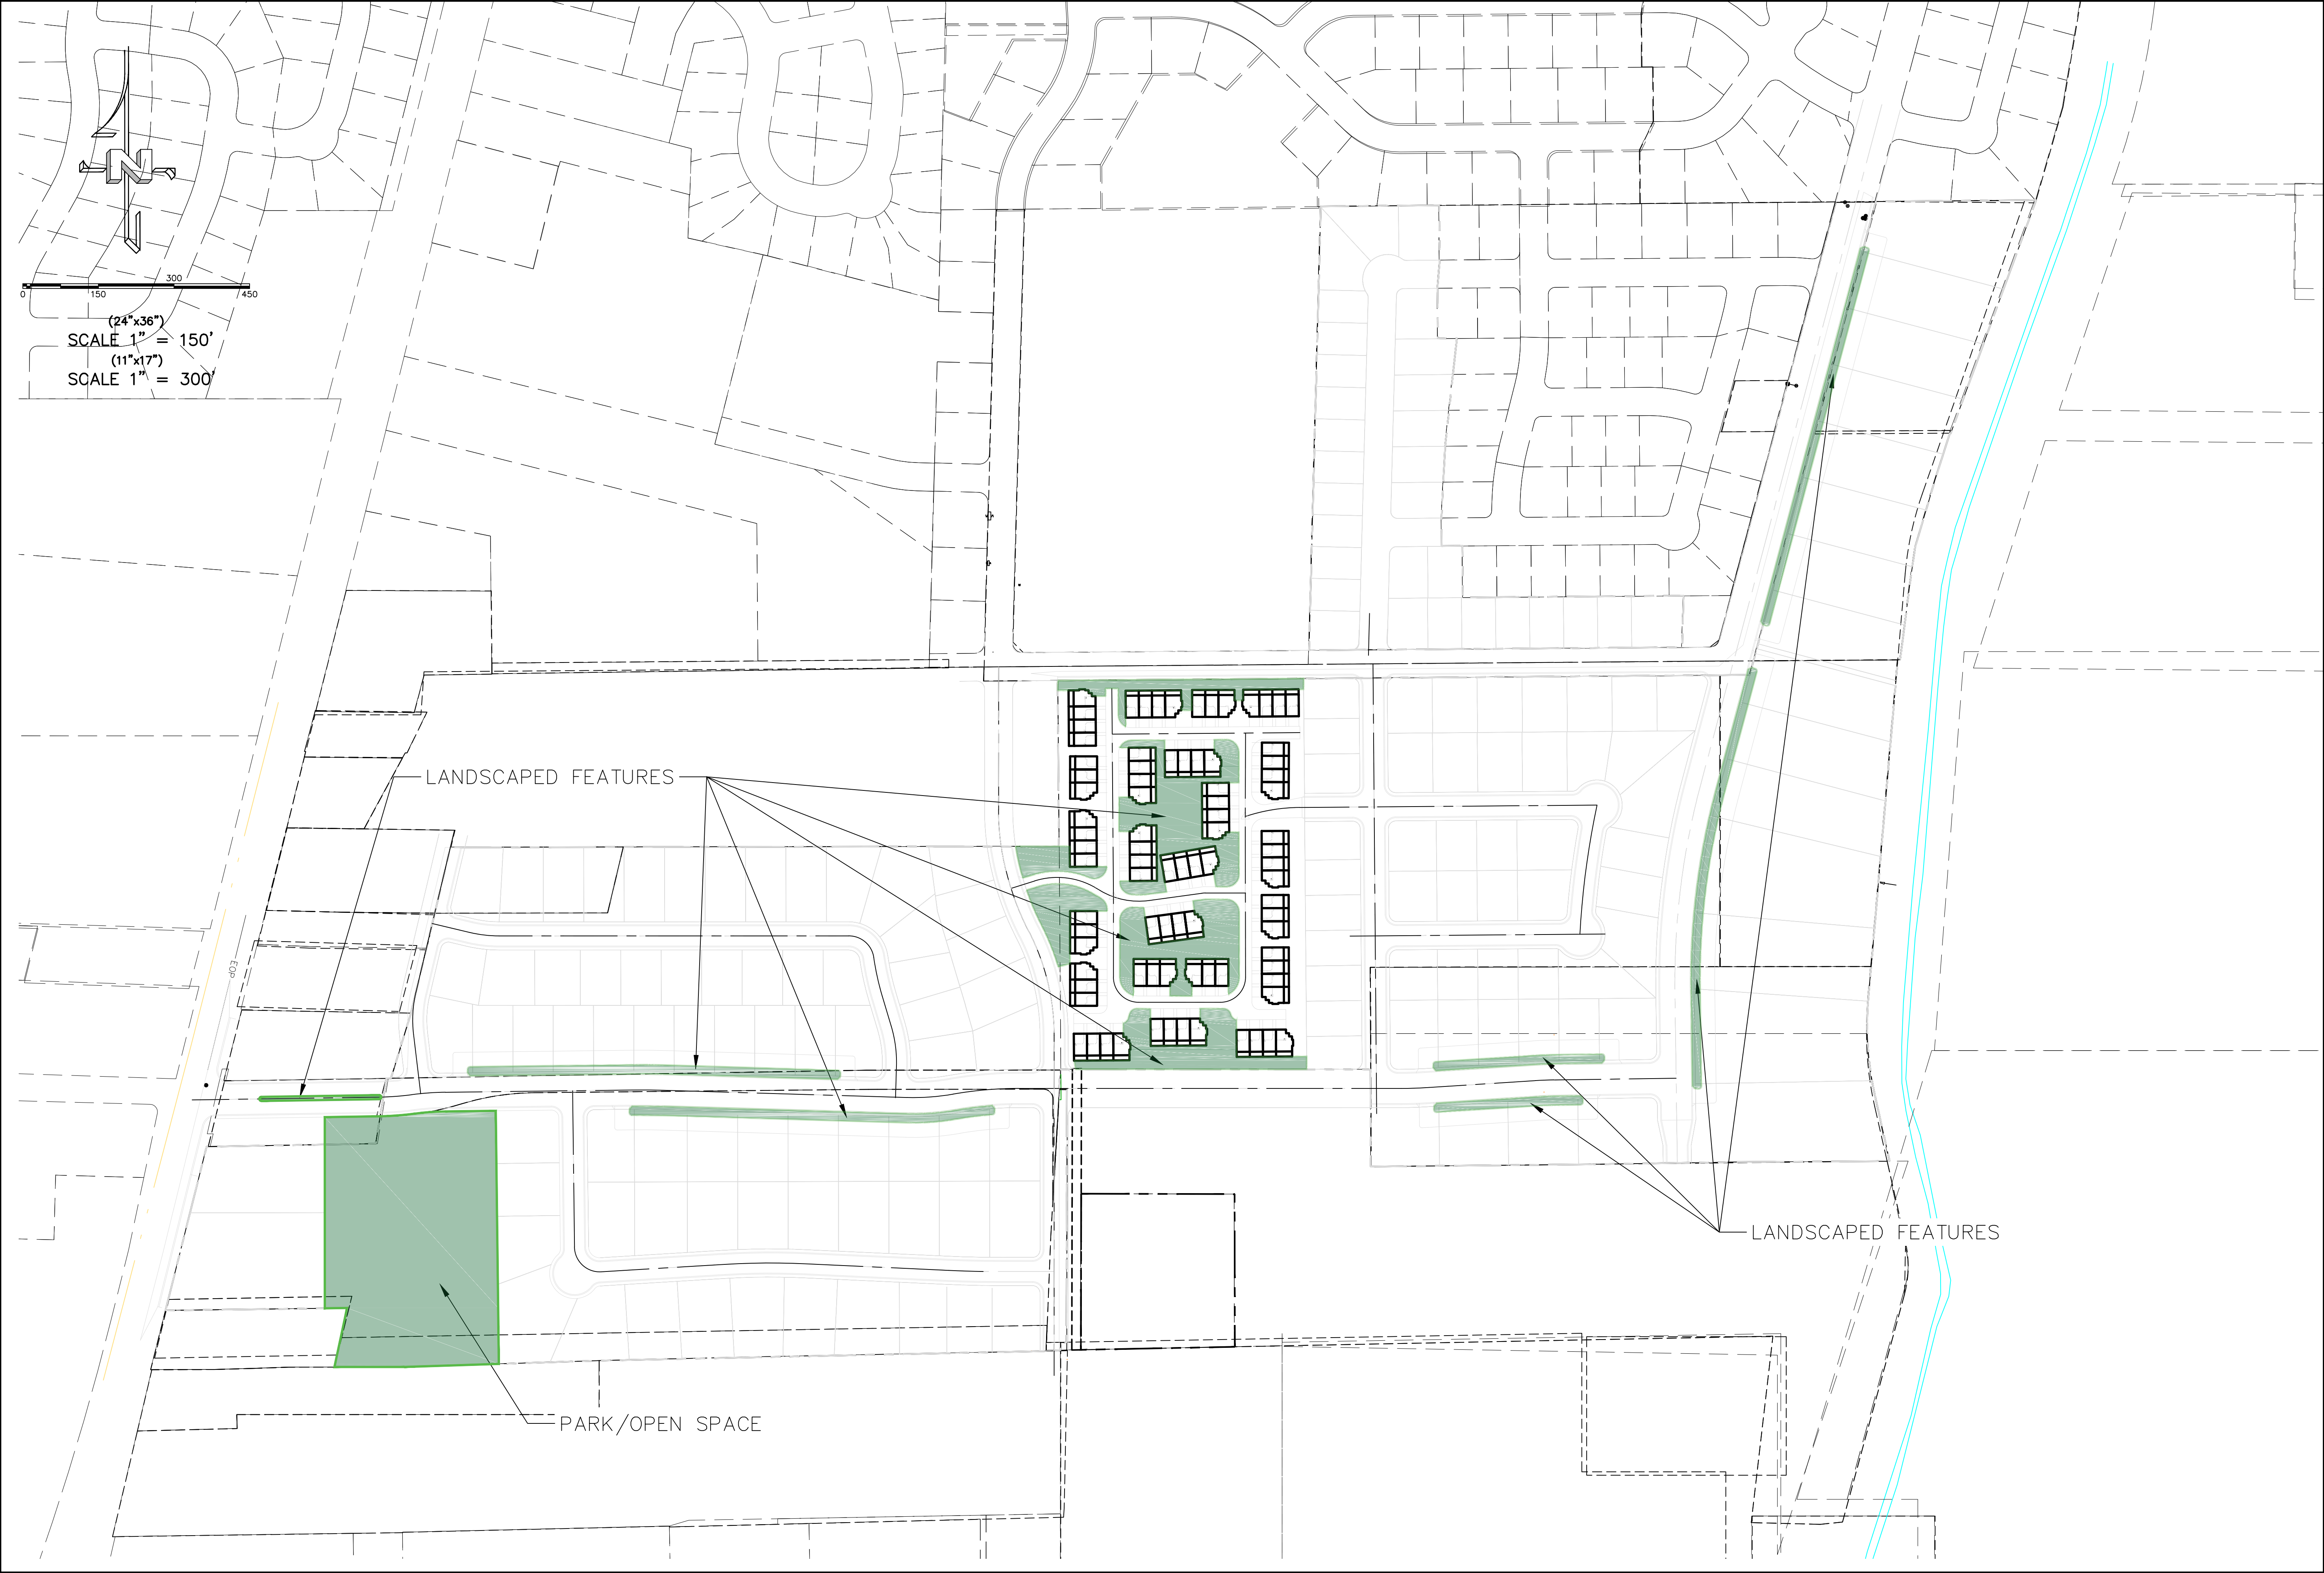 N
300
0 150 450
(24"x36")
SCALE 1" = 150'
(11"x17")
SCALE 1" = 300'
LANDSCAPED FEATURES
EOP
LANDSCAPED FEATURES
PARK/OPEN SPACE